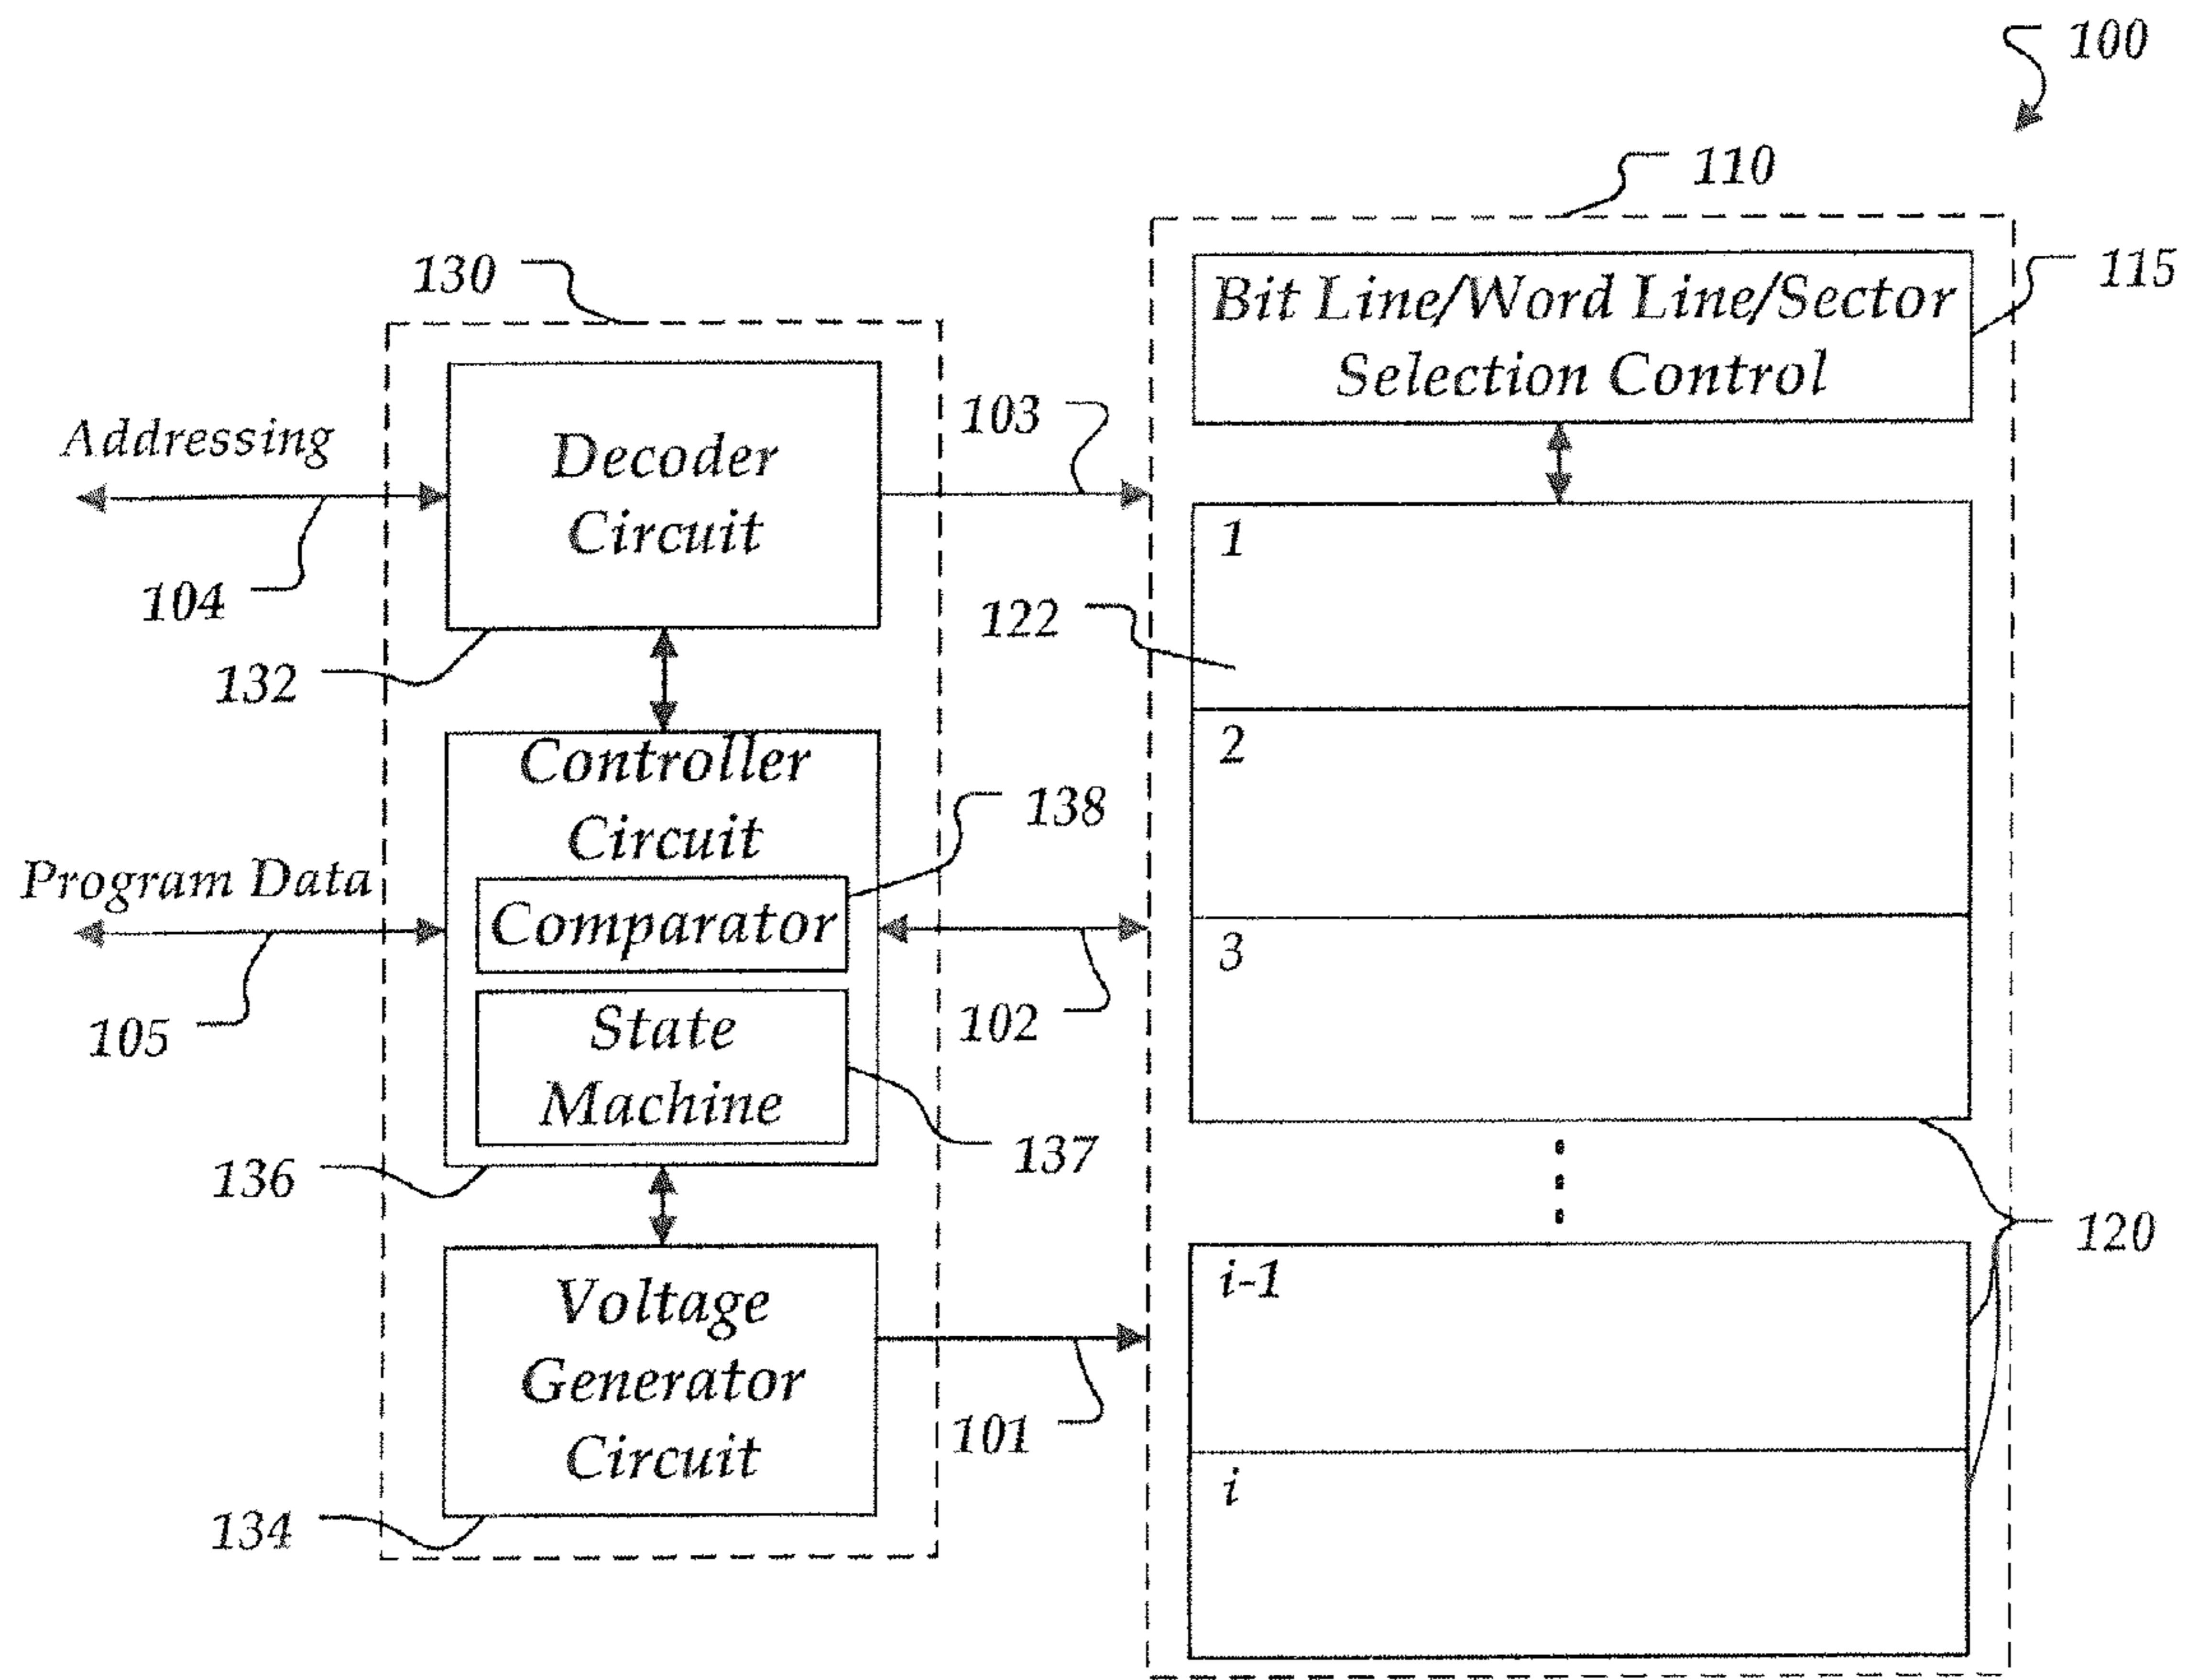 100
110
130
Bit Line/Word Line/Sector
Selection Control
115
Addressing
104
Decoder
Circuit
132
103
1
122
2
Controller
Circuit
138
Program Data
105
Comparator
102
3
State
Machine
137
136
120
Voltage
Generator
Circuit
134
101
i-1
i